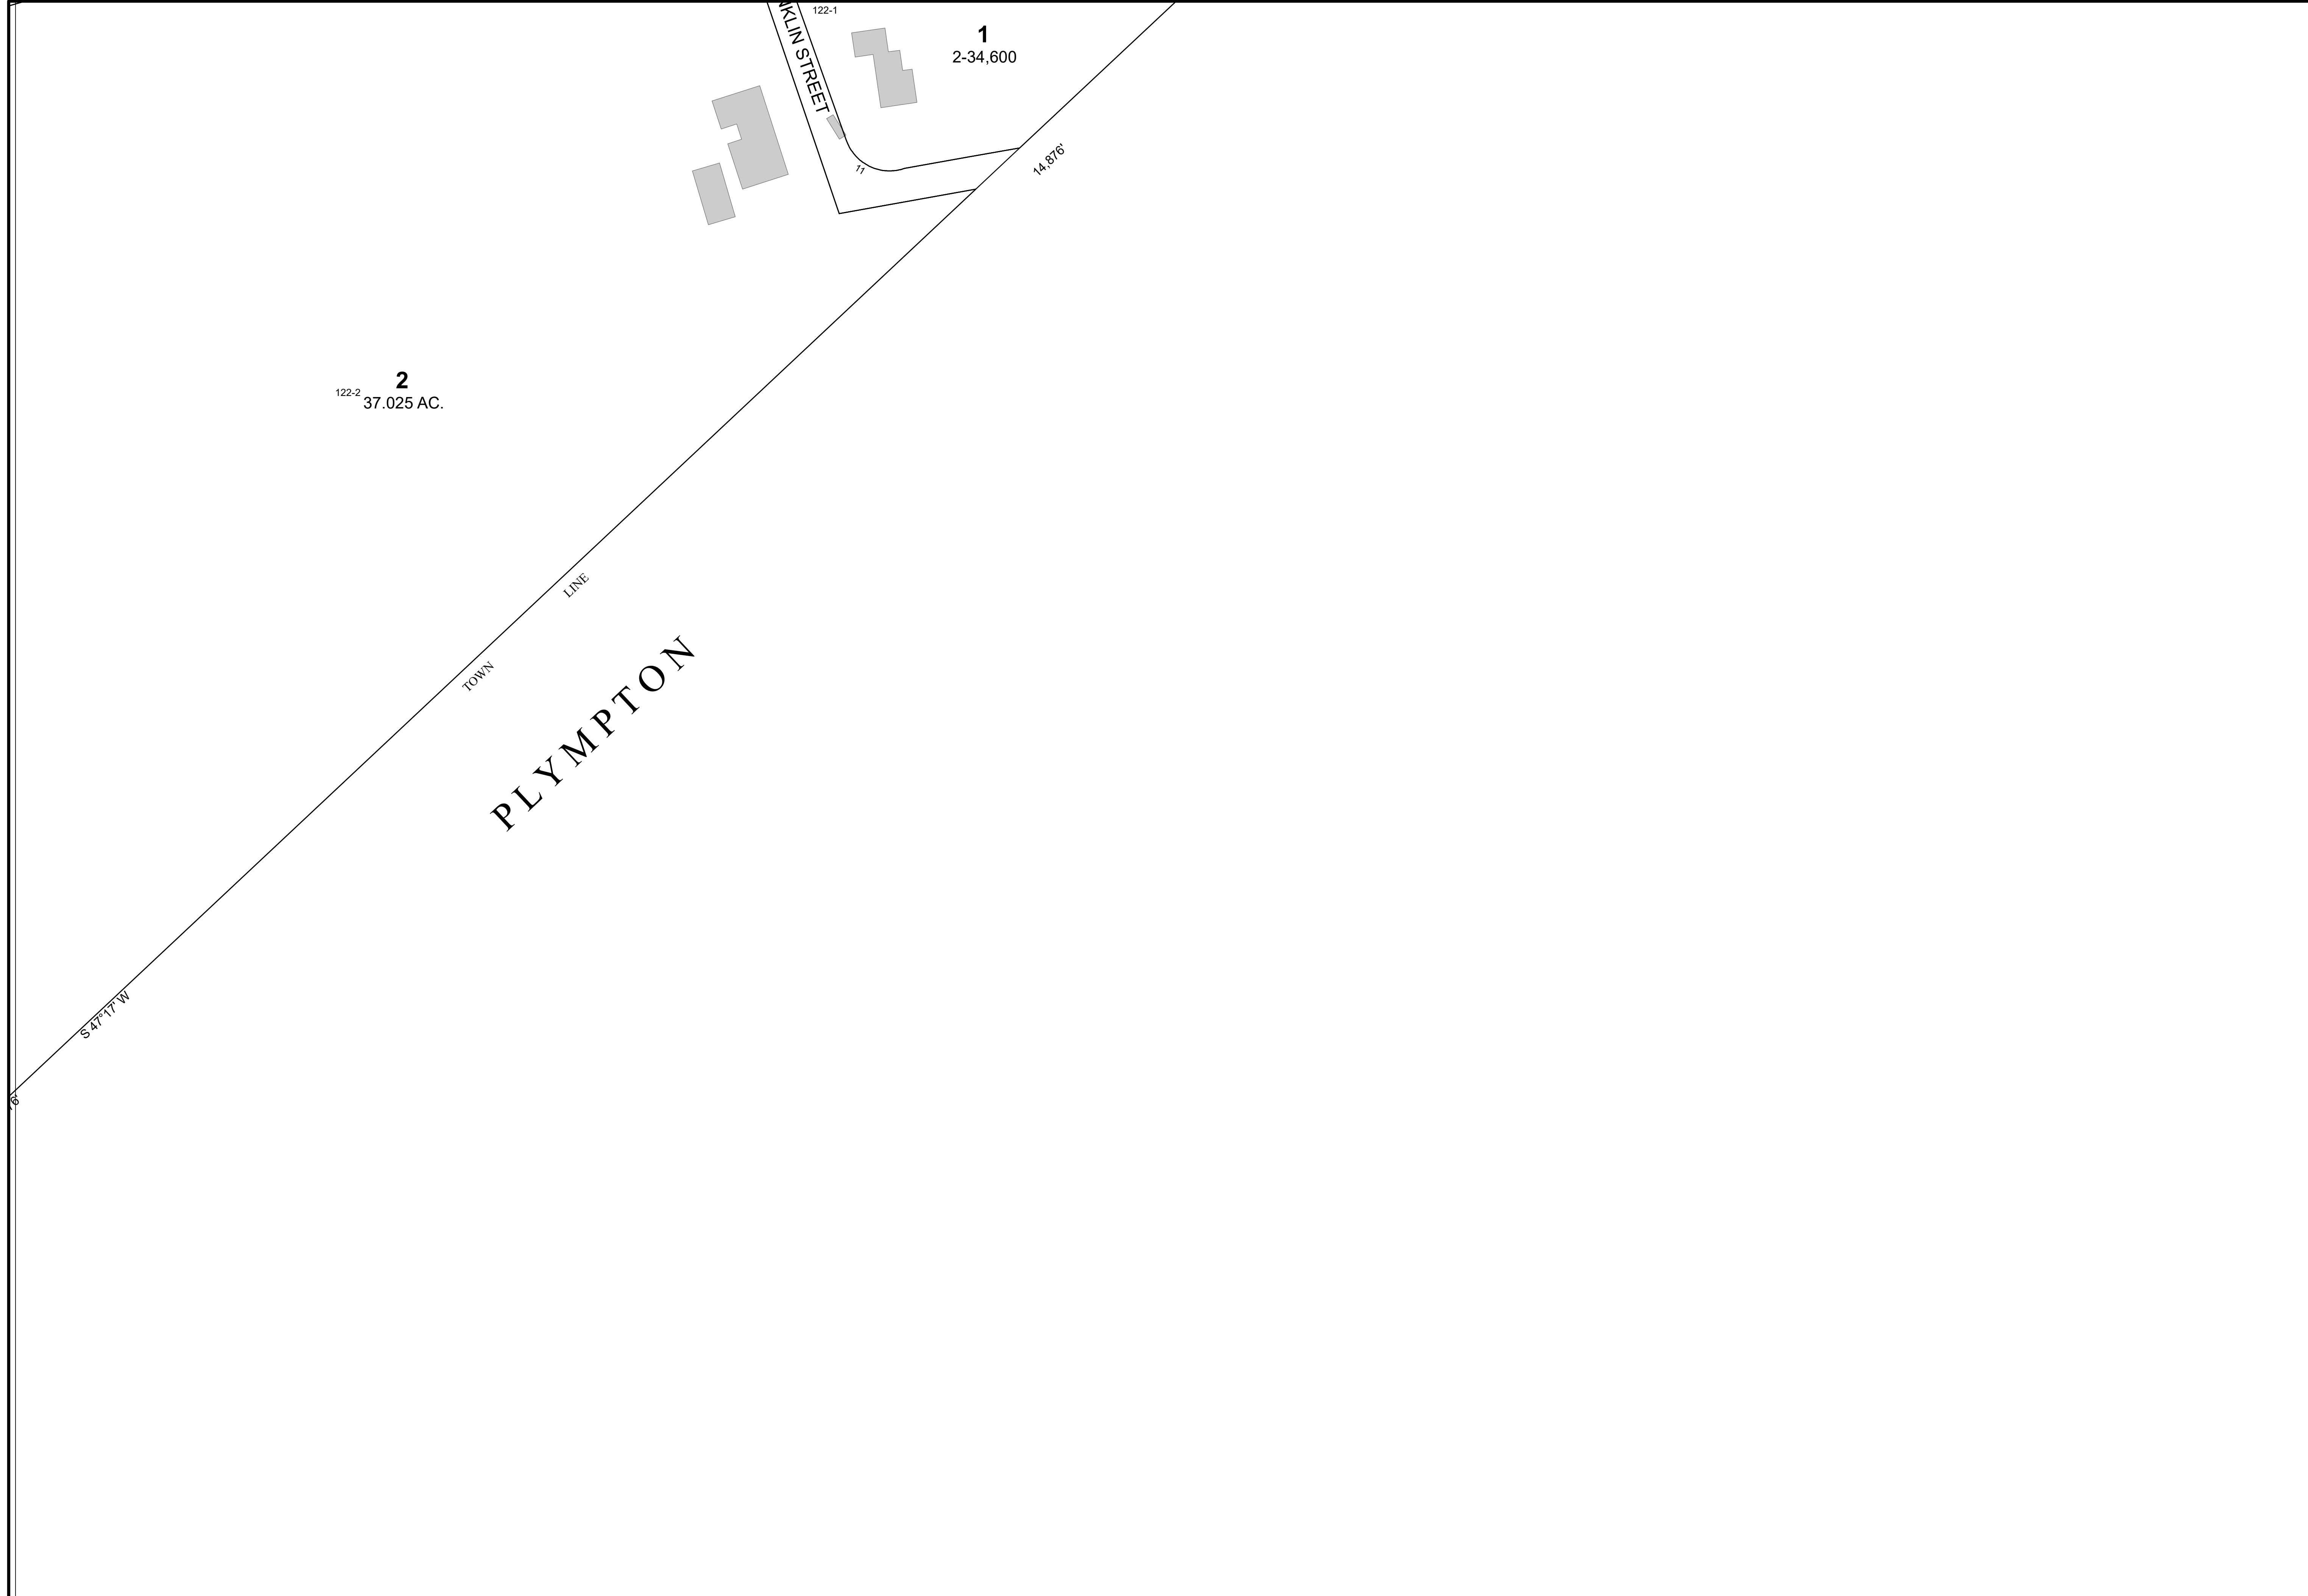 122-1
1
2-34,600
NKLIN STREET
11
14,876'
2
122-2
37.025 AC.
LINE
TOWN
PLYMPTON
S 47°17' W
76'